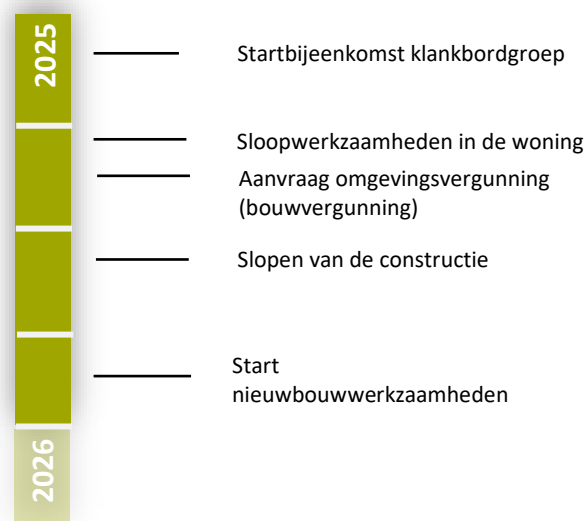 2025
Startbijeenkomst klankbordgroep
Sloopwerkzaamheden in de woning
Aanvraag omgevingsvergunning
(bouwvergunning)
Slopen van de constructie
Start
nieuwbouwwerkzaamheden
2026